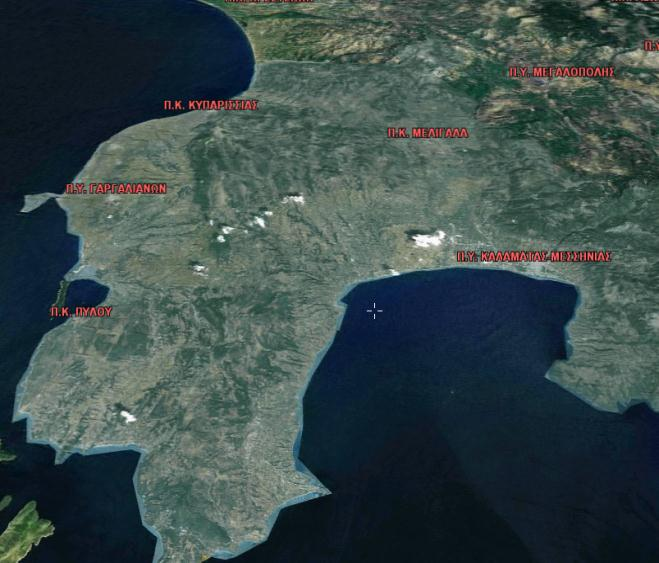 Π.Υ. ΜΕΓΑΛΟΠΟΛΗΣ
Π.Κ. ΚΥΠΑΡΙΣΣΙΑΣ
Π.Κ. ΜΕΛΙΓΑΛΑ
Π.Υ. ΓΑΡΓΑΛΙΑΝΩΝ
Π.Υ. ΚΑΛΑΜΑΤΑΣ-ΜΕΣΣΗΝΙΑΣ
Π.Κ. ΠΥΛΟΥ